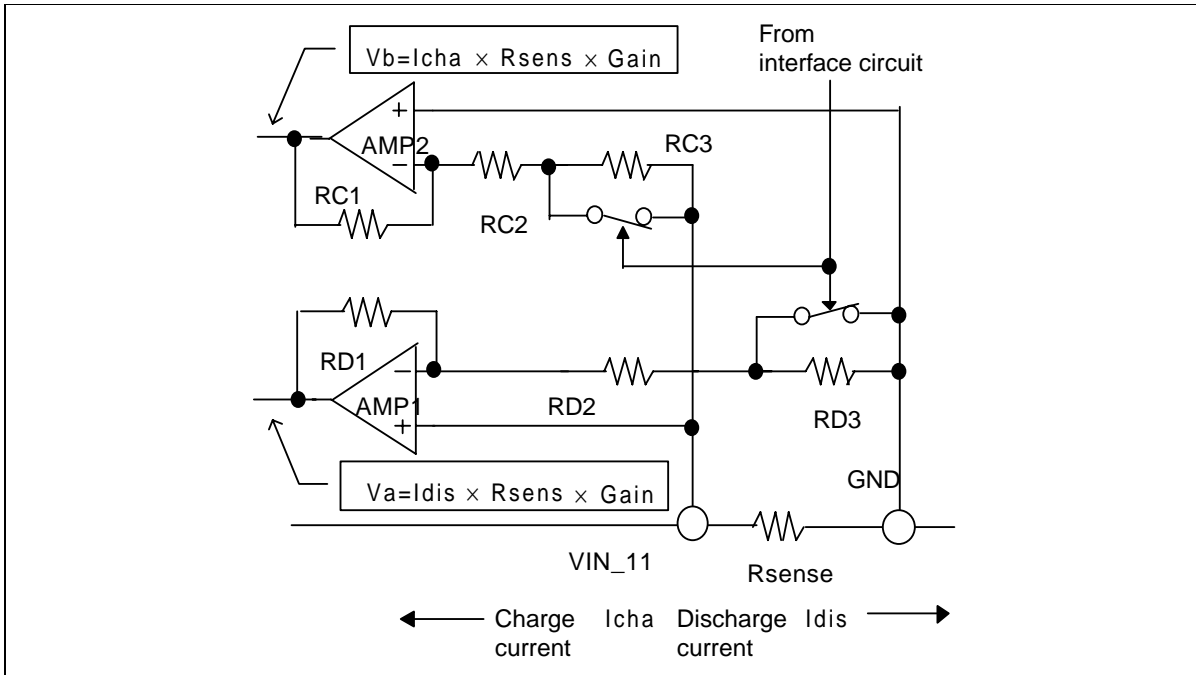 From
interface circuit
Vb=Icha × Rsens × Gain
+
AMP2
−
RC3
RC1
RC2
RD1
−
AMP1
+
RD2
RD3
GND
Va=Idis × Rsens × Gain
VIN_11
Rsense
Charge current Icha
Discharge current Idis